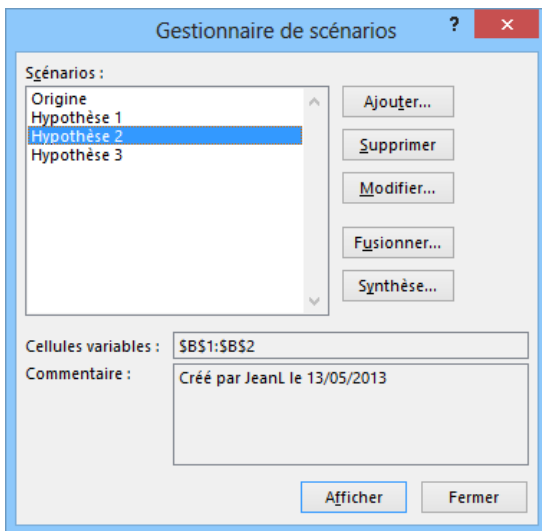 Gestionnaire de scénarios
?
Scénarios :
Origine
Hypothèse 1
Hypothèse 2
Hypothèse 3
Ajouter...
Supprimer
Modifier...
Fusionner...
Synthèse...
Cellules variables : $B$1:$B$2
Commentaire : Créé par JeanL le 13/05/2013
Afficher
Fermer